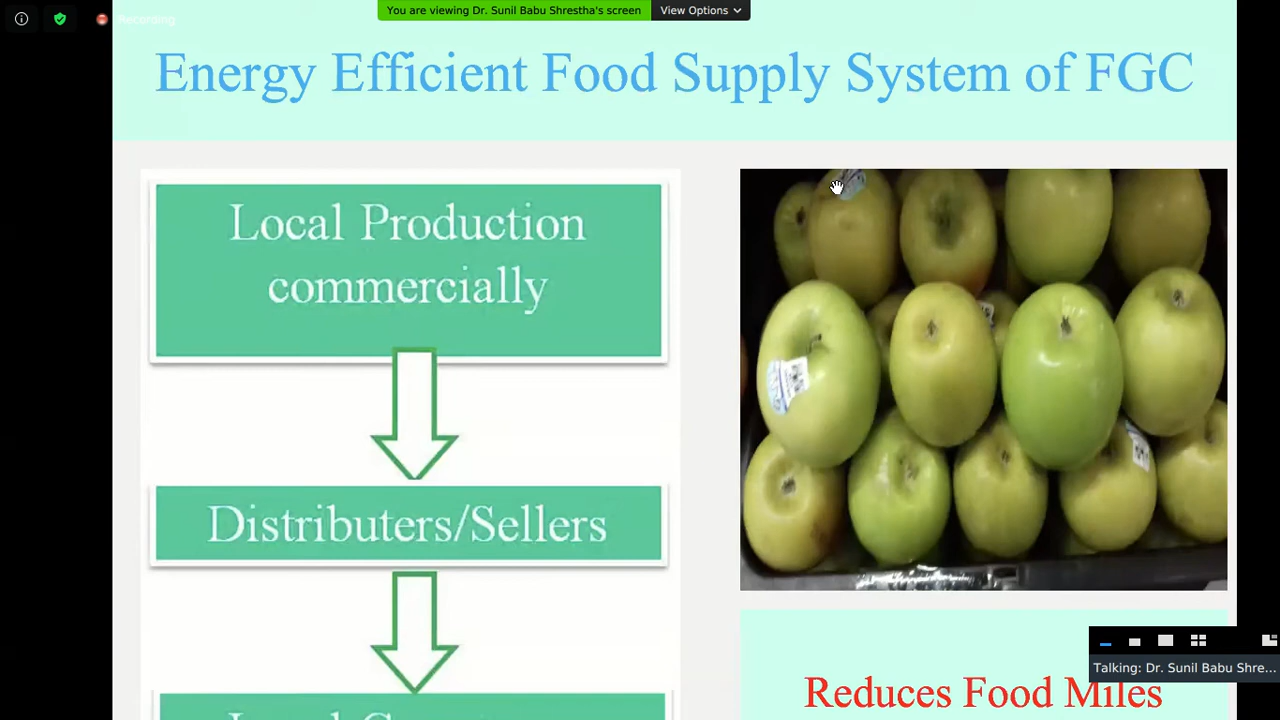 You are viewing Dr. Sunil Babu Shrestha's screen
View Options
Recording
Energy Efficient Food Supply System of FGC
Local Production
commercially
Distributers/Sellers
Reduces Food Miles
Talking: Dr. Sunil Babu Shre...